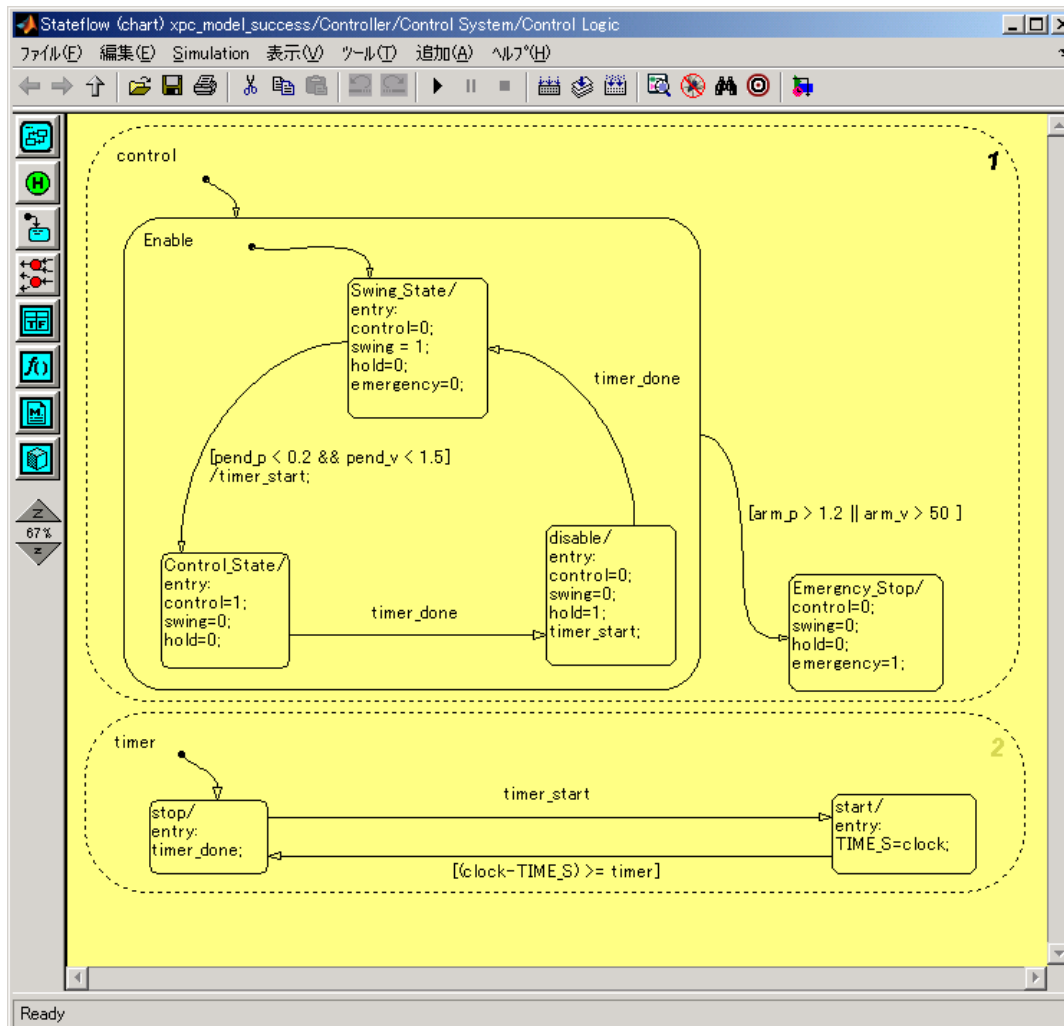 Stateflow (chart) xpc_model_success/Controller/Control System/Control Logic
ファイル(F) 編集(E) Simulation 表示(V) ツール(T) 追加(A) ヘルプ(H)
control
1
Enable
Swing_State/
entry:
control=0;
swing = 1;
hold=0;
emergency=0;
timer_done
[pend_p < 0.2 && pend_v < 1.5]
/timer_start;
[arm_p > 1.2 || arm_v > 50 ]
Control_State/
entry:
control=1;
swing=0;
hold=0;
timer_done
disable/
entry:
control=0;
swing=0;
hold=1;
timer_start;
Emergncy_Stop/
control=0;
swing=0;
hold=0;
emergency=1;
timer
2
stop/
entry:
timer_done;
timer_start
start/
entry:
TIME_S=clock;
[(clock-TIME_S) >= timer]
H
TF
f()
M
Z
67%
Z
Ready